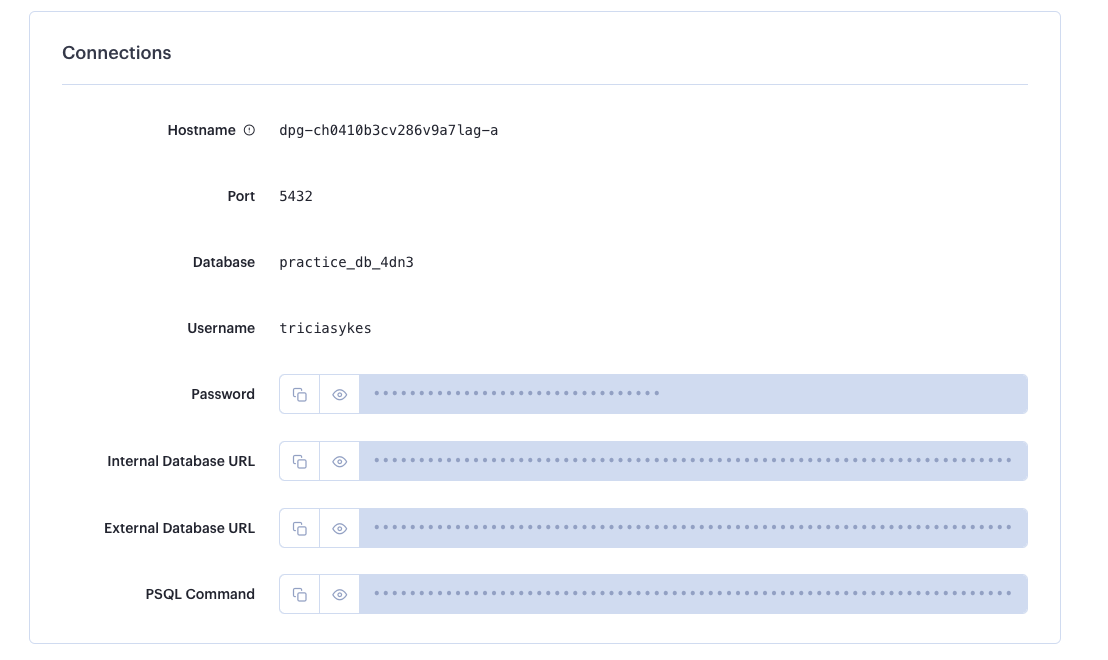 Connections
Hostname dpg-ch0410b3cv286v9a7lag-a
Port 5432
Database practice_db_4dn3
Username triciasykes
Password
Internal Database URL
External Database URL
PSQL Command